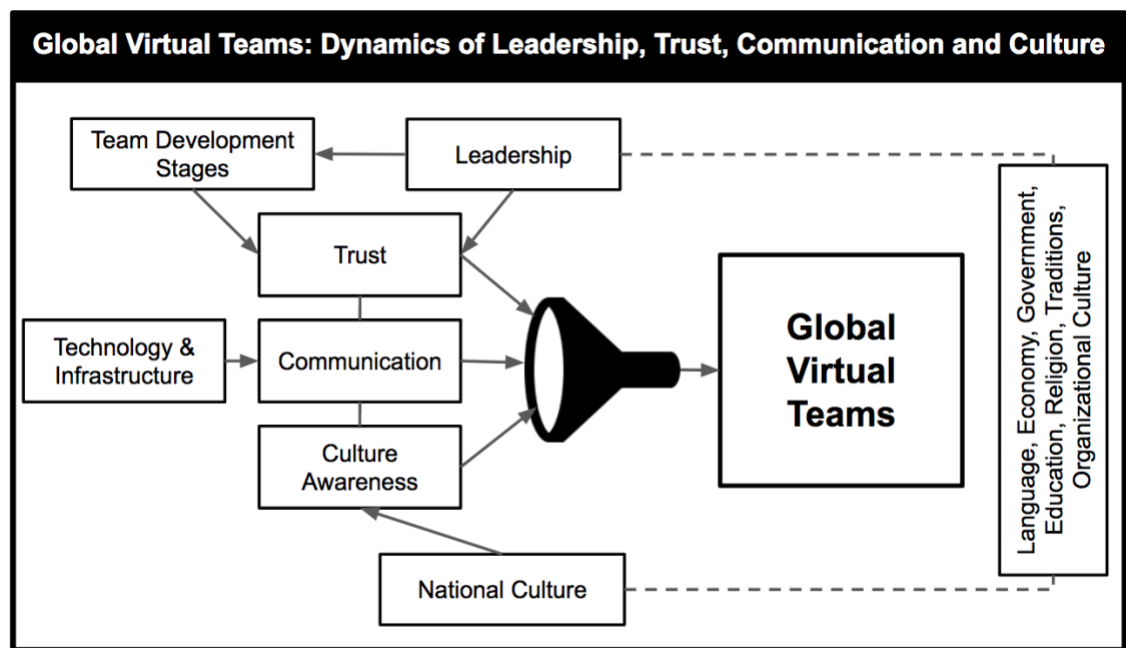 Global Virtual Teams: Dynamics of Leadership, Trust, Communication and Culture
Team Development
Stages
Leadership
Trust
Technology &
Infrastructure
Communication
Culture
Awareness
National Culture
Global
Virtual
Teams
Language, Economy, Government,
Education, Religion, Traditions,
Organizational Culture